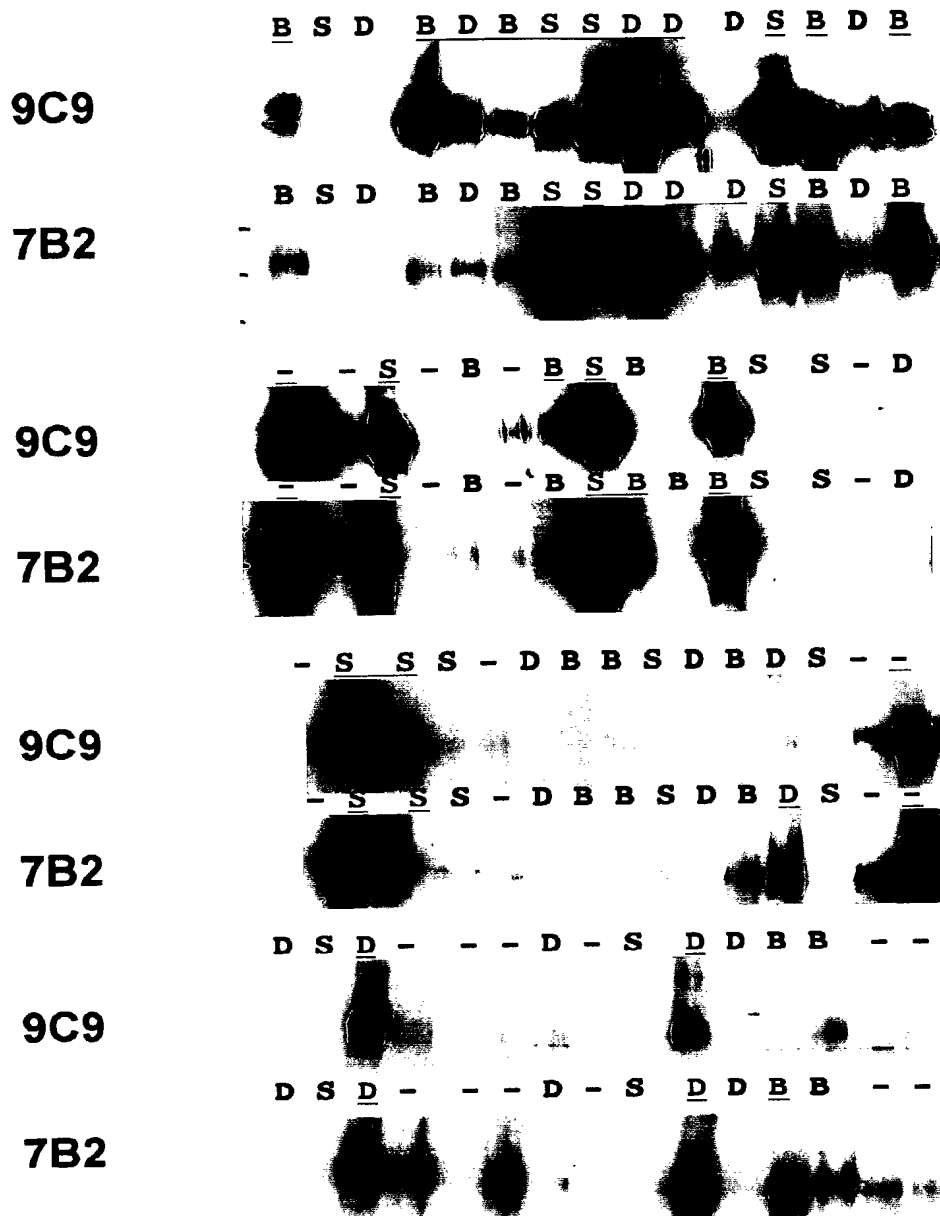 B S D B D B S S D D D S B D B
9C9
B S D B D B S S D D D S B D B
7B2
- - S - B - B S B B S S - D
9C9
- - S - B - B S B B B S S - D
7B2
- S S S - D B B S D B D S - -
9C9
- S S S - D B B S D B D S - -
7B2
D S D - - - D - S D D B B - -
9C9
D S D - - - D - S D D B B - -
7B2